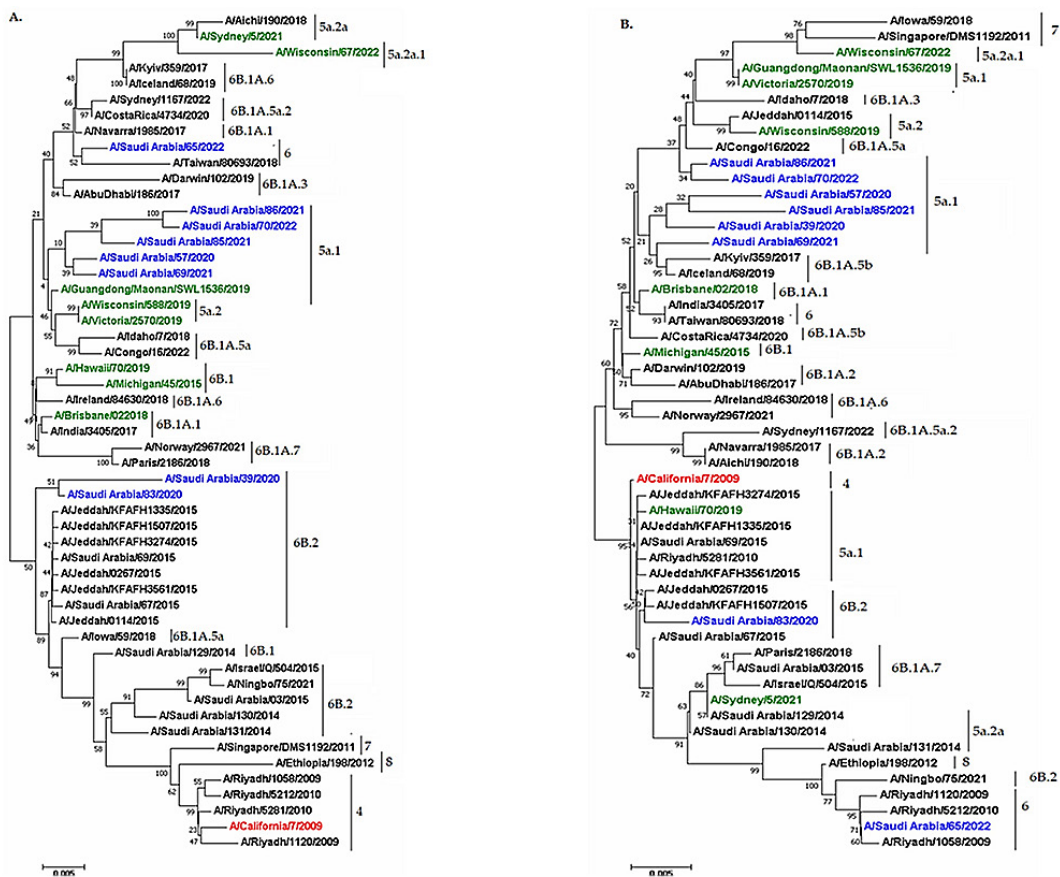 A.
A/Aichi/190/2018
A/Sydney/5/2021
5a.2a
A/Wisconsin/67/2022
5a.2a.1
A/Kyiv/359/2017
A/Iceland/68/2019
6B.1A.6
A/Sydney/1167/2022
A/CostaRica/4734/2020
6B.1A.5a.2
A/Navarra/1985/2017
6B.1A.1
A/Saudi Arabia/65/2022
A/Taiwan/80693/2018
6
A/Darwin/102/2019
A/AbuDhabi/186/2017
6B.1A.3
A/Saudi Arabia/86/2021
A/Saudi Arabia/70/2022
A/Saudi Arabia/85/2021
A/Saudi Arabia/57/2020
A/Saudi Arabia/69/2021
A/Guangdong/Maonan/SWL1536/2019
5a.1
A/Wisconsin/588/2019
A/Victoria/2570/2019
5a.2
A/Idaho/7/2018
A/Congo/16/2022
6B.1A.5a
A/Hawaii/70/2019
A/Michigan/45/2015
6B.1
A/Ireland/84630/2018
6B.1A.6
A/Brisbane/022018
A/India/3405/2017
6B.1A.1
A/Norway/2967/2021
A/Paris/2186/2018
6B.1A.7
A/Saudi Arabia/39/2020
A/Saudi Arabia/83/2020
A/Jeddah/KFAFH1335/2015
A/Jeddah/KFAFH1507/2015
A/Jeddah/KFAFH3274/2015
A/Saudi Arabia/69/2015
A/Jeddah/0267/2015
A/Jeddah/KFAFH3561/2015
A/Saudi Arabia/67/2015
A/Jeddah/0114/2015
6B.2
A/Iowa/59/2018
6B.1A.5a
A/Saudi Arabia/129/2014
6B.1
A/Israel/Q/504/2015
A/Ningbo/75/2021
A/Saudi Arabia/03/2015
A/Saudi Arabia/130/2014
A/Saudi Arabia/131/2014
6B.2
A/Singapore/DMS1192/2011
7
A/Ethiopia/198/2012
8
A/Riyadh/1058/2009
A/Riyadh/5212/2010
A/Riyadh/5281/2010
A/California/7/2009
A/Riyadh/1120/2009
4
0.005
B.
A/Iowa/59/2018
A/Singapore/DMS1192/2011
7
A/Wisconsin/67/2022
5a.2a.1
A/Guangdong/Maonan/SWL1536/2019
A/Victoria/2570/2019
5a.1
A/Idaho/7/2018
6B.1A.3
A/Jeddah/0114/2015
A/Wisconsin/588/2019
5a.2
A/Congo/16/2022
6B.1A.5a
A/Saudi Arabia/86/2021
A/Saudi Arabia/70/2022
A/Saudi Arabia/57/2020
A/Saudi Arabia/85/2021
A/Saudi Arabia/39/2020
A/Saudi Arabia/69/2021
5a.1
A/Kyiv/359/2017
A/Iceland/68/2019
6B.1A.5b
A/Brisbane/02/2018
6B.1A.1
A/India/3405/2017
A/Taiwan/80693/2018
6
A/CostaRica/4734/2020
6B.1A.5b
A/Michigan/45/2015
6B.1
A/Darwin/102/2019
A/AbuDhabi/186/2017
6B.1A.2
A/Ireland/84630/2018
A/Norway/2967/2021
6B.1A.6
A/Sydney/1167/2022
6B.1A.5a.2
A/Navarra/1985/2017
A/Aichi/190/2018
6B.1A.2
A/California/7/2009
4
A/Jeddah/KFAFH3274/2015
A/Hawaii/70/2019
A/Jeddah/KFAFH1335/2015
A/Saudi Arabia/69/2015
A/Riyadh/5281/2010
A/Jeddah/KFAFH3561/2015
5a.1
A/Jeddah/0267/2015
A/Jeddah/KFAFH1507/2015
A/Saudi Arabia/83/2020
6B.2
A/Saudi Arabia/67/2015
A/Paris/2186/2018
A/Saudi Arabia/03/2015
A/Israel/Q/504/2015
6B.1A.7
A/Sydney/5/2021
A/Saudi Arabia/129/2014
A/Saudi Arabia/130/2014
A/Saudi Arabia/131/2014
5a.2a
A/Ethiopia/198/2012
8
A/Ningbo/75/2021
6B.2
A/Riyadh/1120/2009
A/Riyadh/5212/2010
A/Saudi Arabia/65/2022
A/Riyadh/1058/2009
6
0.005